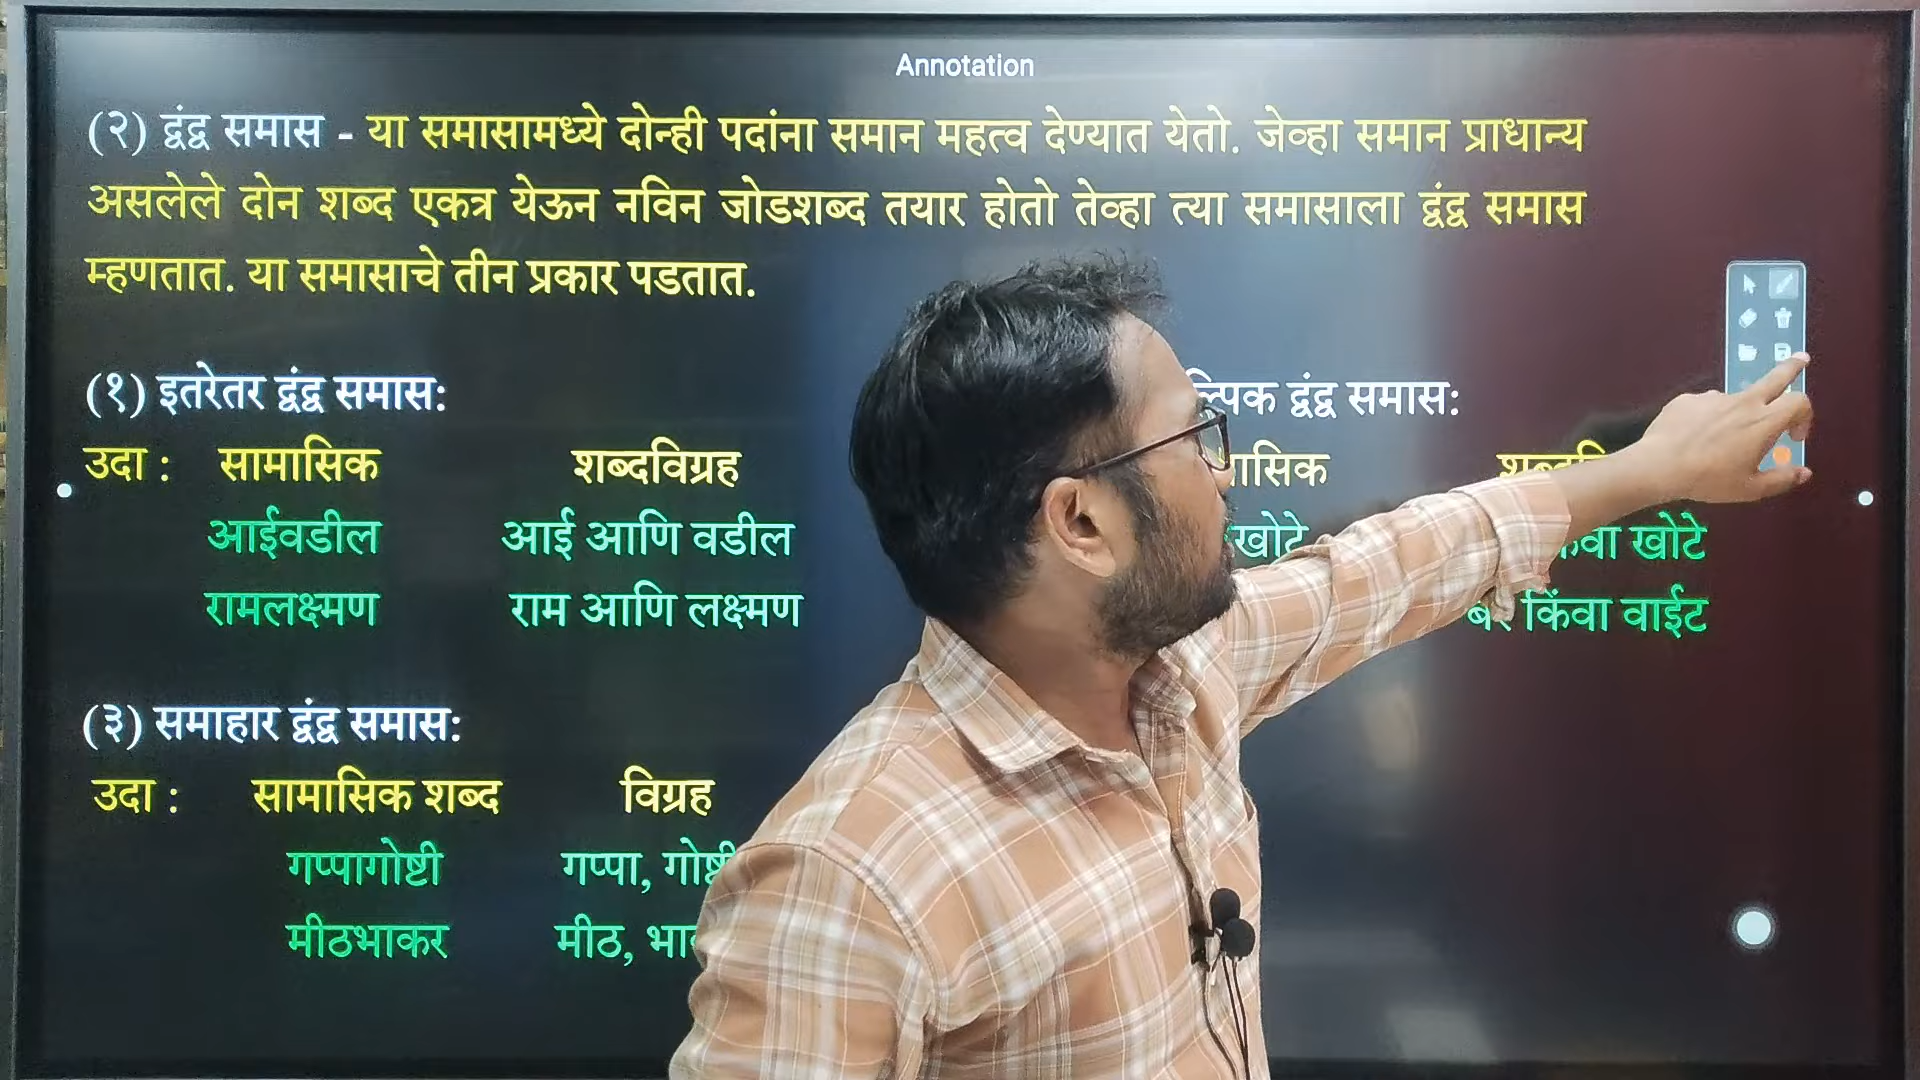 Annotation
(२) द्वंद्व समास - या समासामध्ये दोन्ही पदांना समान महत्व देण्यात येतो. जेव्हा समान प्राधान्य
असलेले दोन शब्द एकत्र येऊन नविन जोडशब्द तयार होतो तेव्हा त्या समासाला द्वंद्व समास
म्हणतात. या समासाचे तीन प्रकार पडतात.
(१) इतरेतर द्वंद्व समास:
उदा : सामासिक शब्दविग्रह
आईवडील आई आणि वडील
रामलक्ष्मण राम आणि लक्ष्मण
द्वंद्व समास:
खोटे खोटे
किंवा वाईट
(३) समाहार द्वंद्व समास:
उदा : सामासिक शब्द विग्रह
गप्पागोष्टी गप्पा, गोष्टी
मीठभाकर मीठ,